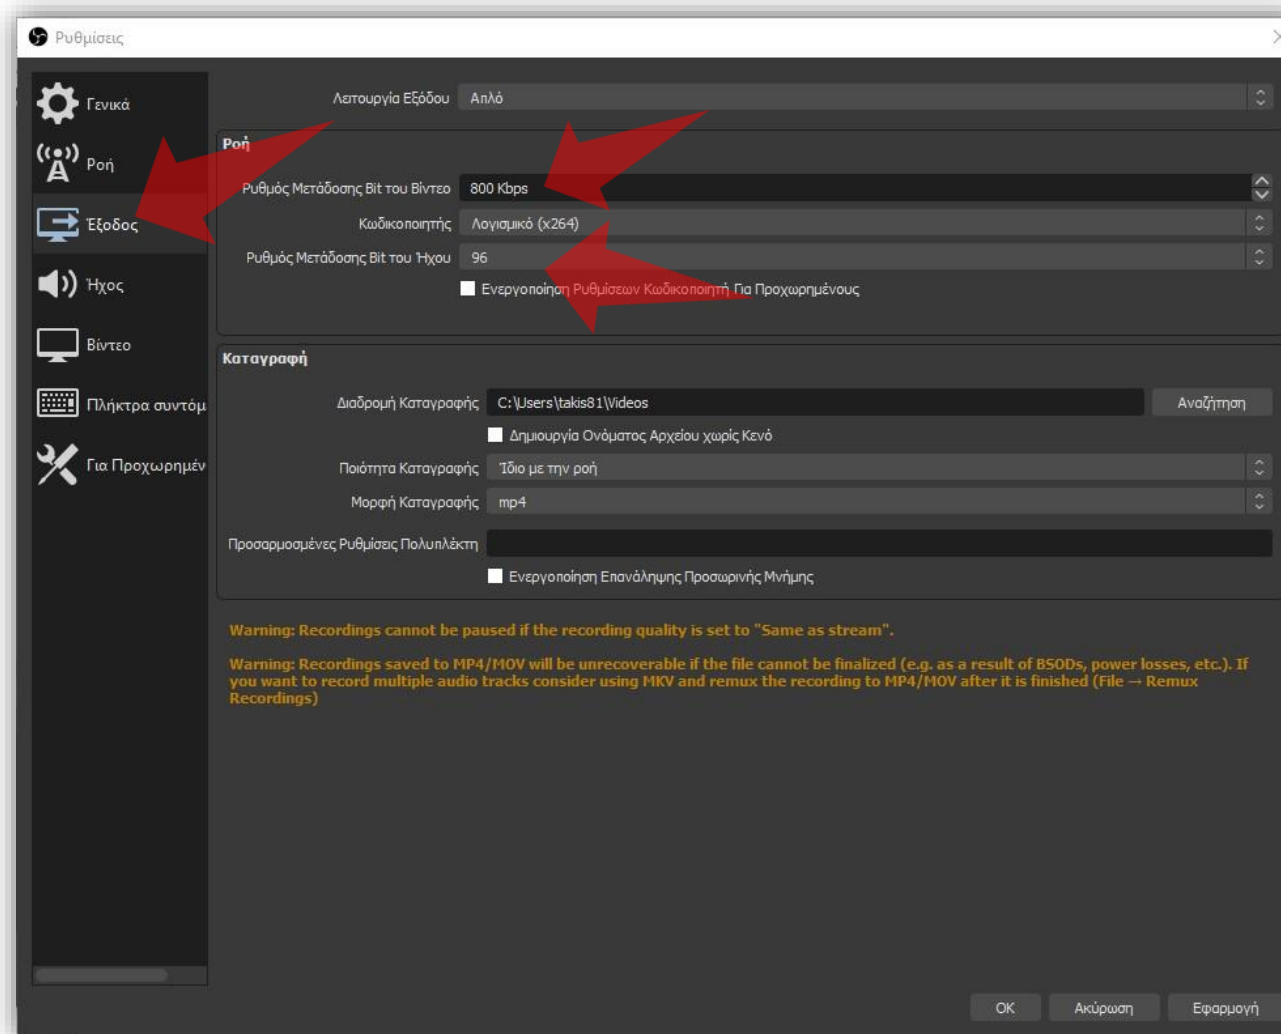 Ρυθμίσεις
Γενικά
Ροή
Έξοδος
Ήχος
Βίντεο
Πλήκτρα συντόμ
Για Προχωρημέν
Λειτουργία Εξόδου Απλό
Ροή
Ρυθμός Μετάδοσης Bit του Βίντεο 800 Kbps
Κωδικοποιητής Λογισμικό (x264)
Ρυθμός Μετάδοσης Bit του Ήχου 96
Ενεργοποίηση Ρυθμίσεων Κωδικοποιητή Για Προχωρημένους
Καταγραφή
Διαδρομή Καταγραφής C:\Users\takis81\Videos Αναζήτηση
Δημιουργία Ονόματος Αρχείου χωρίς Κενό
Ποιότητα Καταγραφής Ίδιο με την ροή
Μορφή Καταγραφής mp4
Προσαρμοσμένες Ρυθμίσεις Πολυπλέκτη
Ενεργοποίηση Επανάληψης Προσωρινής Μνήμης
Warning: Recordings cannot be paused if the recording quality is set to "Same as stream".
Warning: Recordings saved to MP4/MOV will be unrecoverable if the file cannot be finalized (e.g. as a result of BSODs, power losses, etc.). If
you want to record multiple audio tracks consider using MKV and remux the recording to MP4/MOV after it is finished (File → Remux
Recordings)
OK Ακύρωση Εφαρμογή